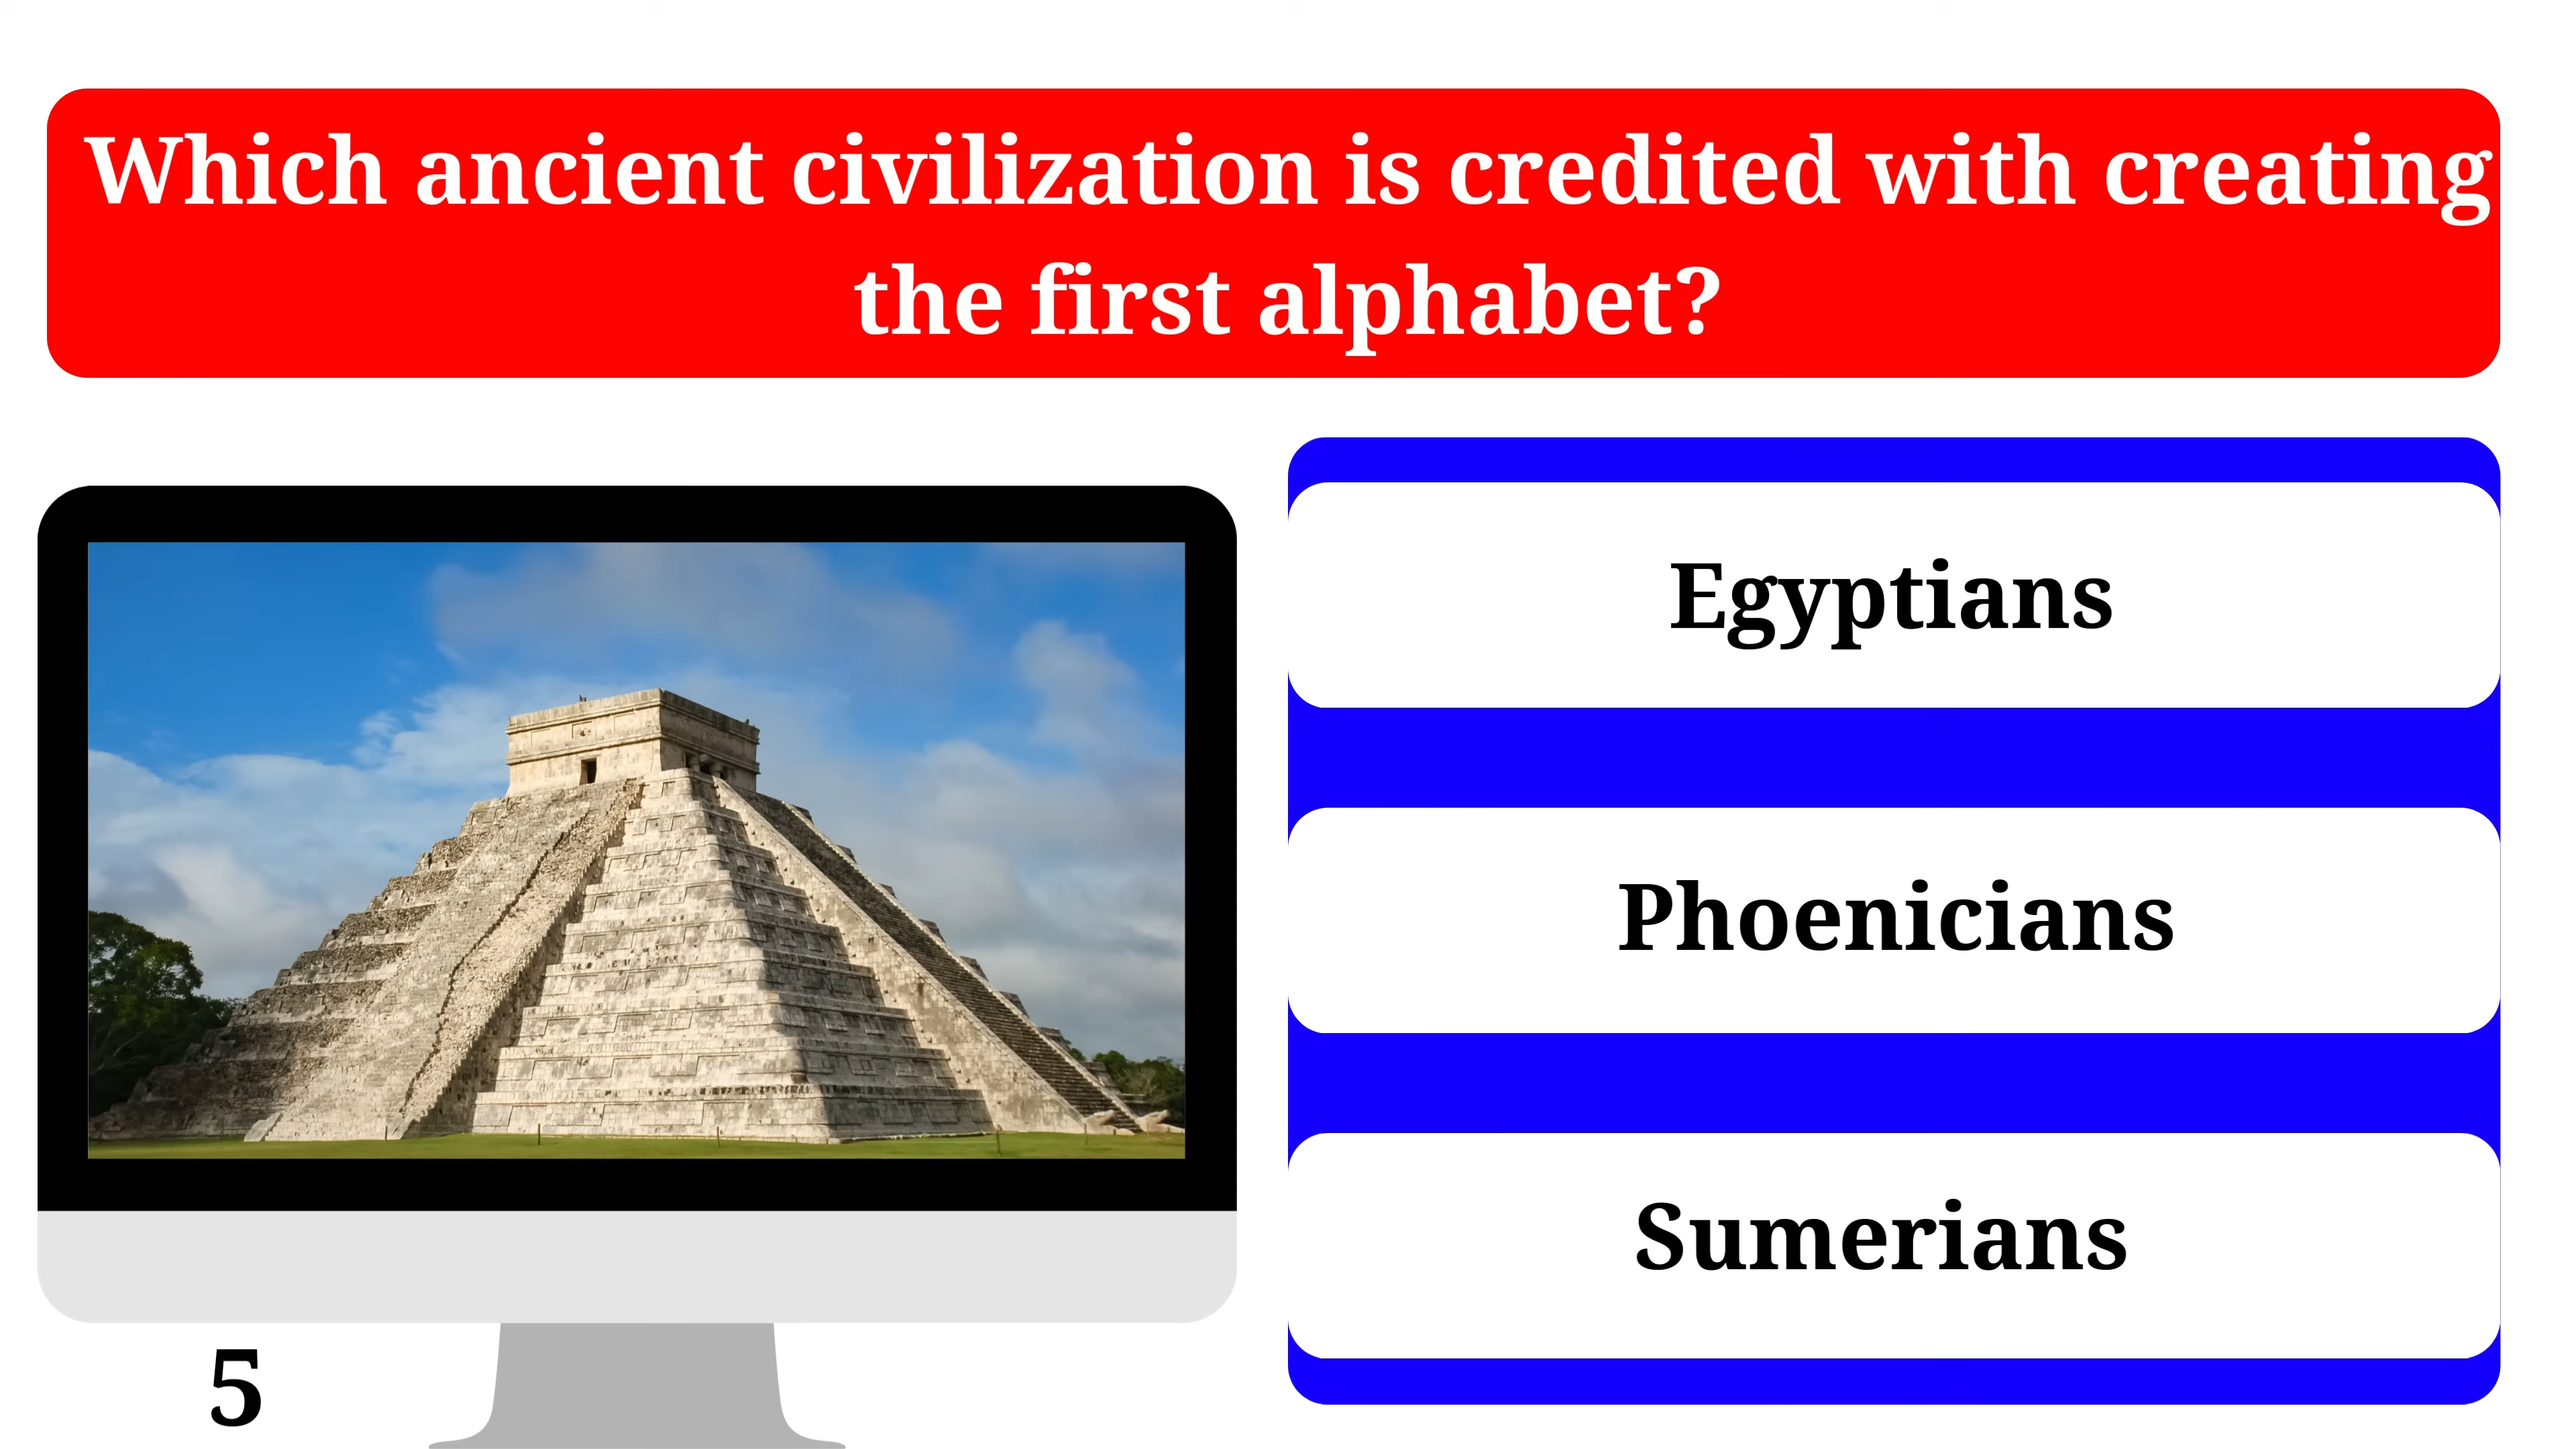 Which ancient civilization is credited with creating
the first alphabet?
Egyptians
Phoenicians
Sumerians
5